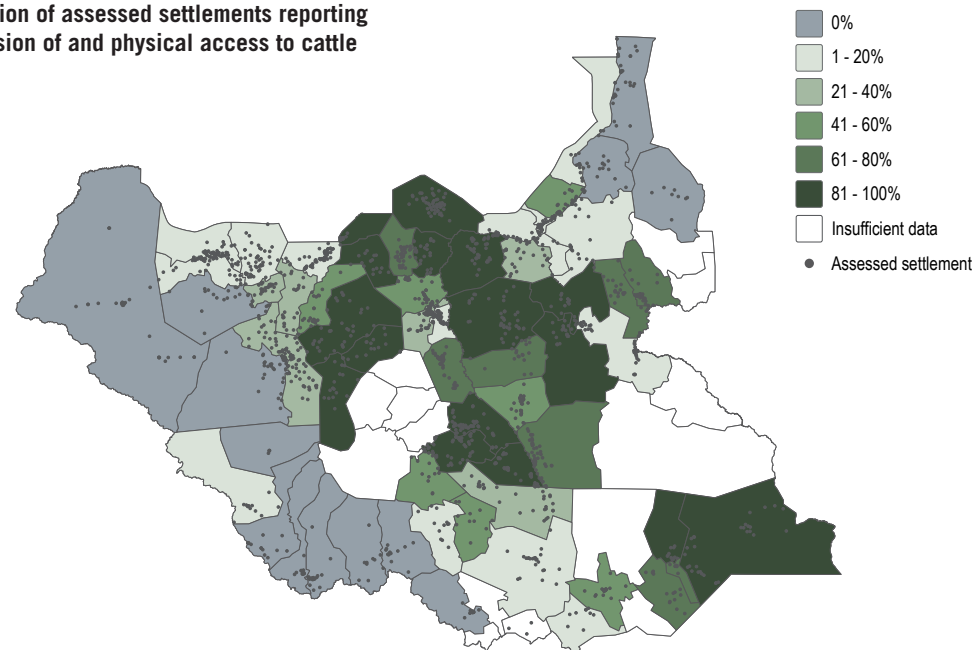 ion of assessed settlements reporting
sion of and physical access to cattle
0%
1 - 20%
21 - 40%
41 - 60%
61 - 80%
81 - 100%
Insufficient data
Assessed settlement